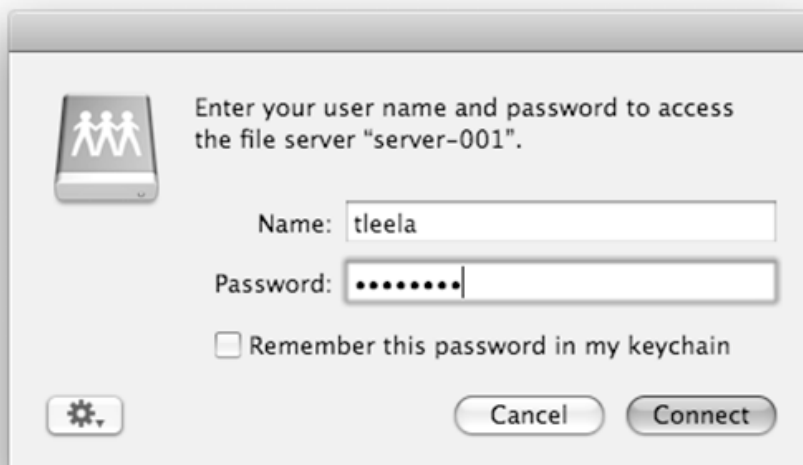 Enter your user name and password to access
the file server “server-001”.
Name: tleela
Password: ••••••••
Remember this password in my keychain
Cancel Connect